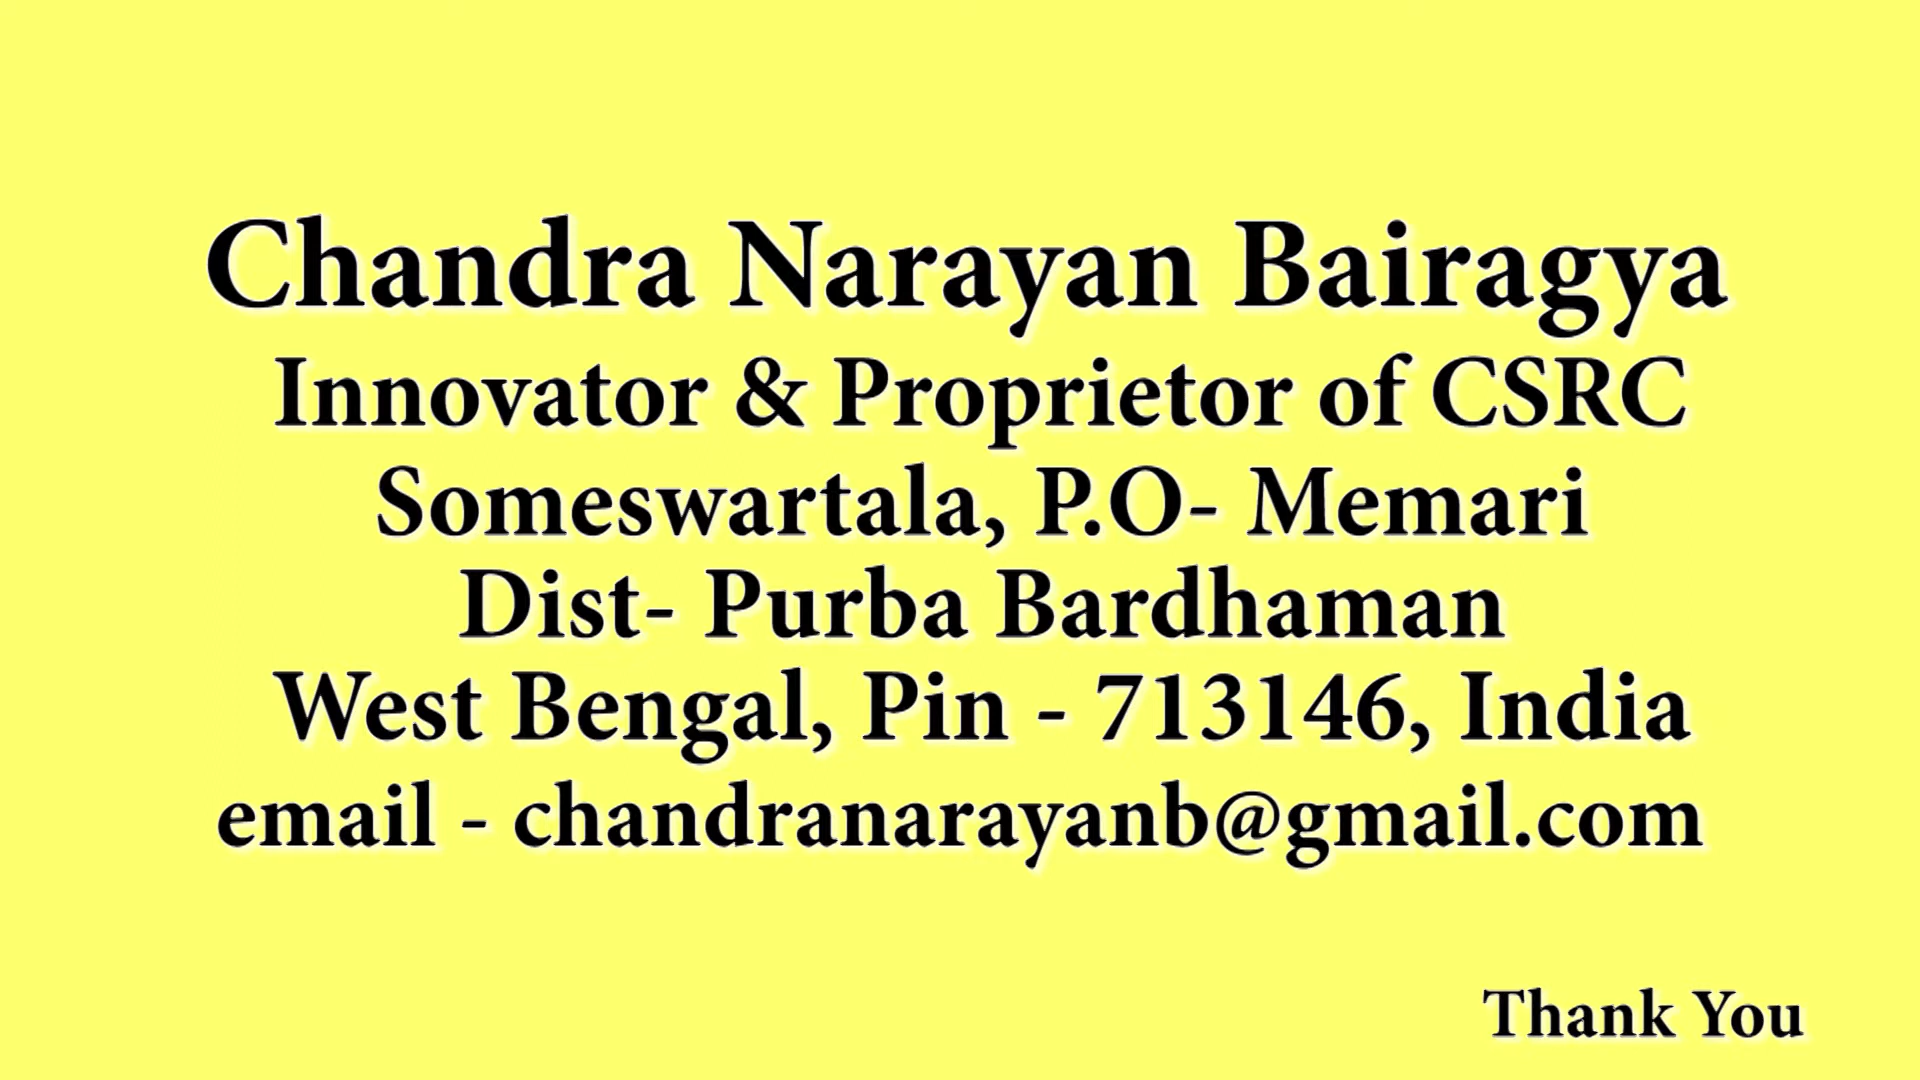 Chandra Narayan Bairagya
Innovator & Proprietor of CSRC
Someswartala, P.O- Memari
Dist- Purba Bardhaman
West Bengal, Pin - 713146, India
email - chandranarayanb@gmail.com
Thank You